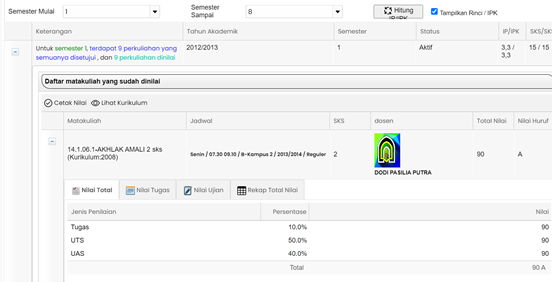 Semester Mulai 1 Semester Sampai 8 Hitung IP/IPK Tampilkan Rinci / IPK
Keterangan Tahun Akademik Semester Status IP/IPK SKS/SK
Untuk semester 1, terdapat 9 perkuliahan yang 2012/2013 1 Aktif 3,3 / 15 / 15
semuanya disetujui, dan 9 perkuliahan dinilai 3,3
Daftar matakuliah yang sudah dinilai
Cetak Nilai Lihat Kurikulum
Matakuliah Jadwal SKS dosen Total Nilai Nilai Huruf
14.1.06.1-AKHLAK AMALI 2 sks Senin / 07.30 09.10 / B-Kampus 2 / 2013/2014 / Reguler 2 90 A
(Kurikulum:2008)
DODI PASILIA PUTRA
Nilai Total Nilai Tugas Nilai Ujian Rekap Total Nilai
Jenis Penilaian Persentase Nilai
Tugas 10.0% 90
UTS 50.0% 90
UAS 40.0% 90
Total 90 A